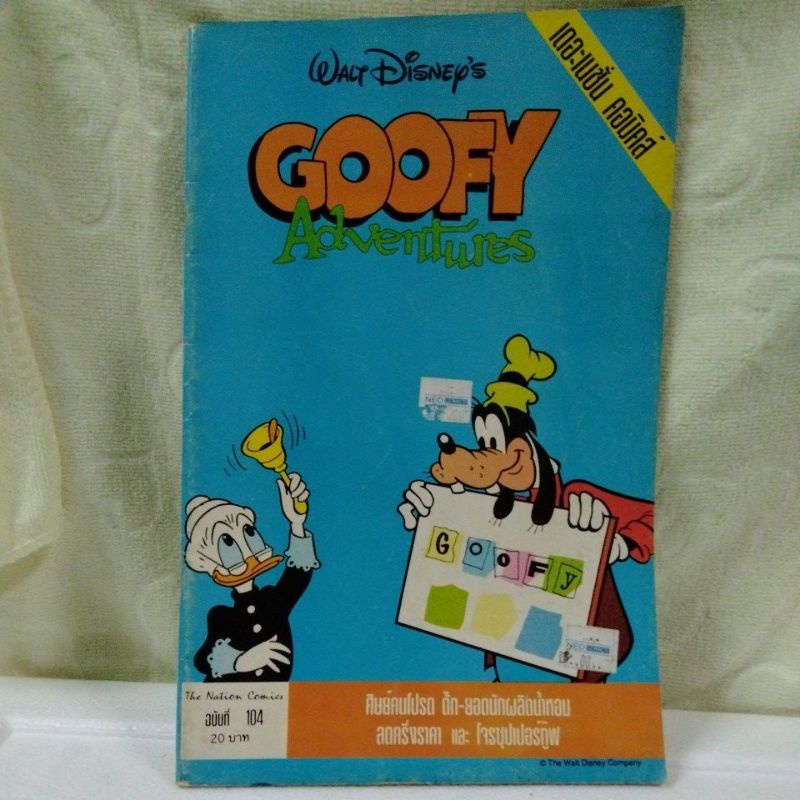 Walt Disney's
เดอะเนชั่น คอมิคส์
GOOFY
Adventures
NED
GOOFy
NED
The Nation Comics
ฉบับที่ 104
20 บาท
ศิษย์คนโปรด ดั๊ก-ยอดนักผลิตน้ำหอม
ลดครึ่งราคา และ โจรซุปเปอร์กู๊ฟ
© The Walt Disney Company